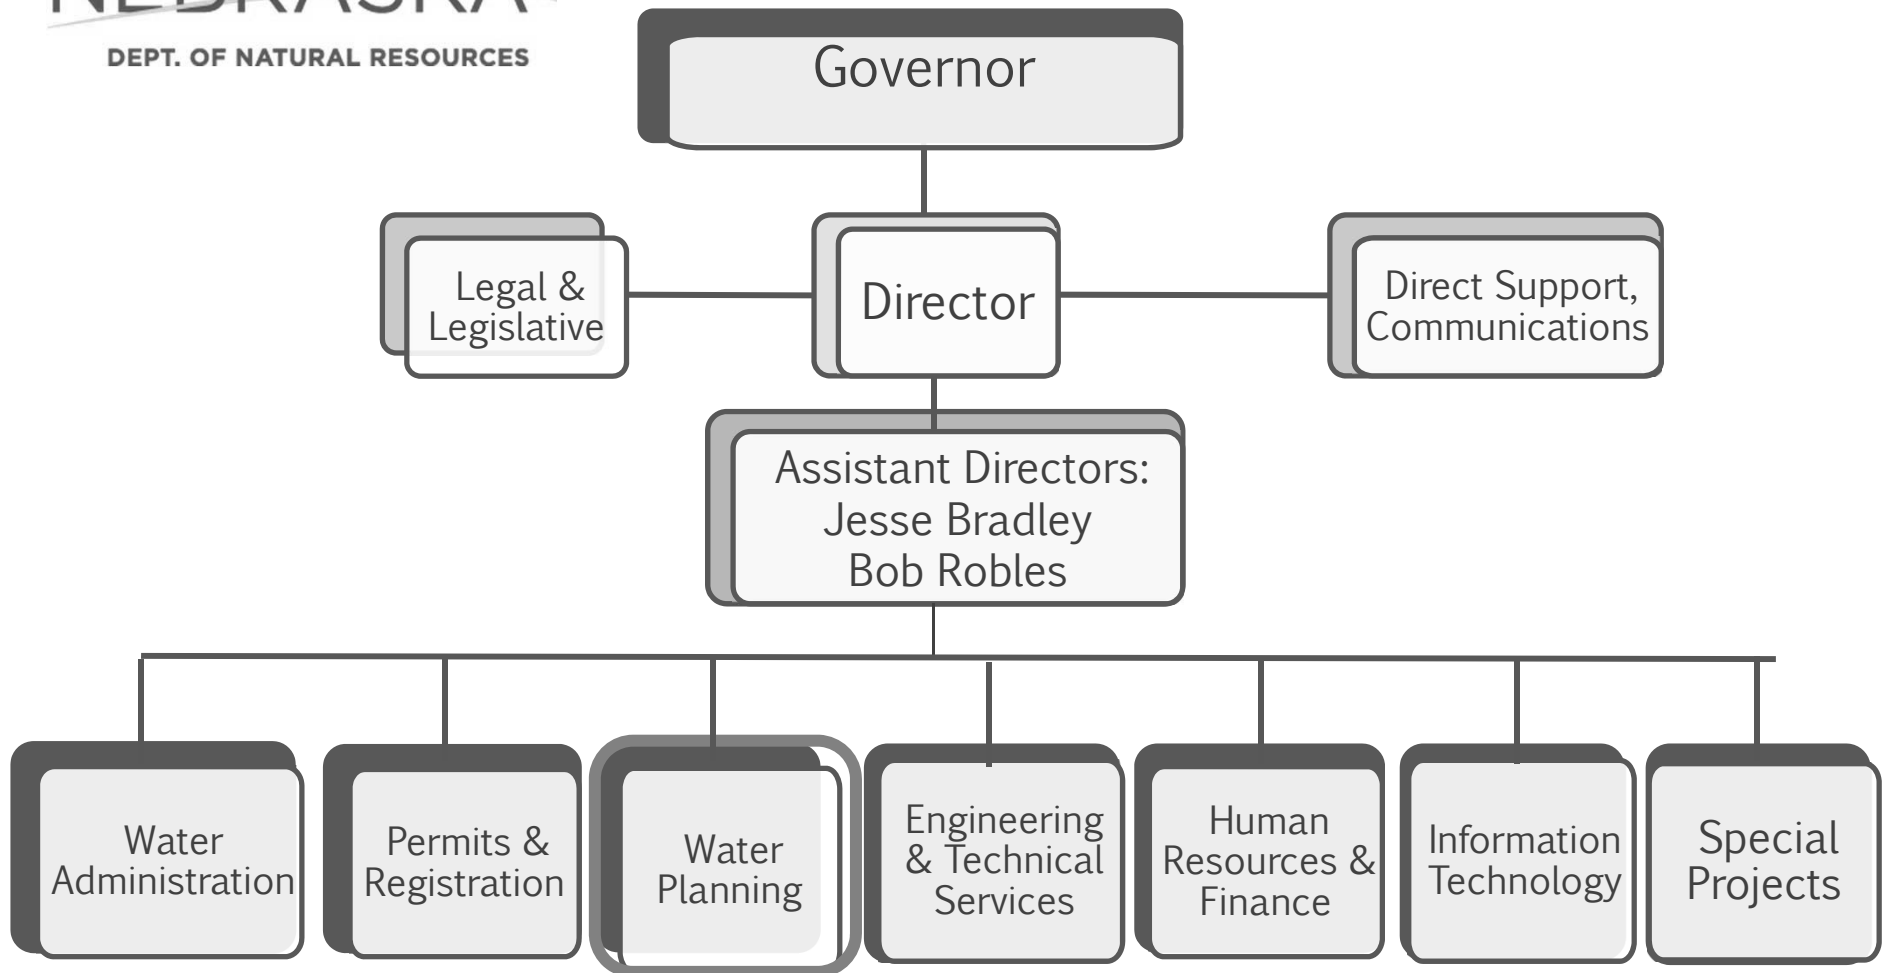 NEBRASKA
DEPT. OF NATURAL RESOURCES
Governor
Legal &
Legislative
Director
Direct Support,
Communications
Assistant Directors:
Jesse Bradley
Bob Robles
Water
Administration
Permits &
Registration
Water
Planning
Engineering
& Technical
Services
Human
Resources &
Finance
Information
Technology
Special
Projects